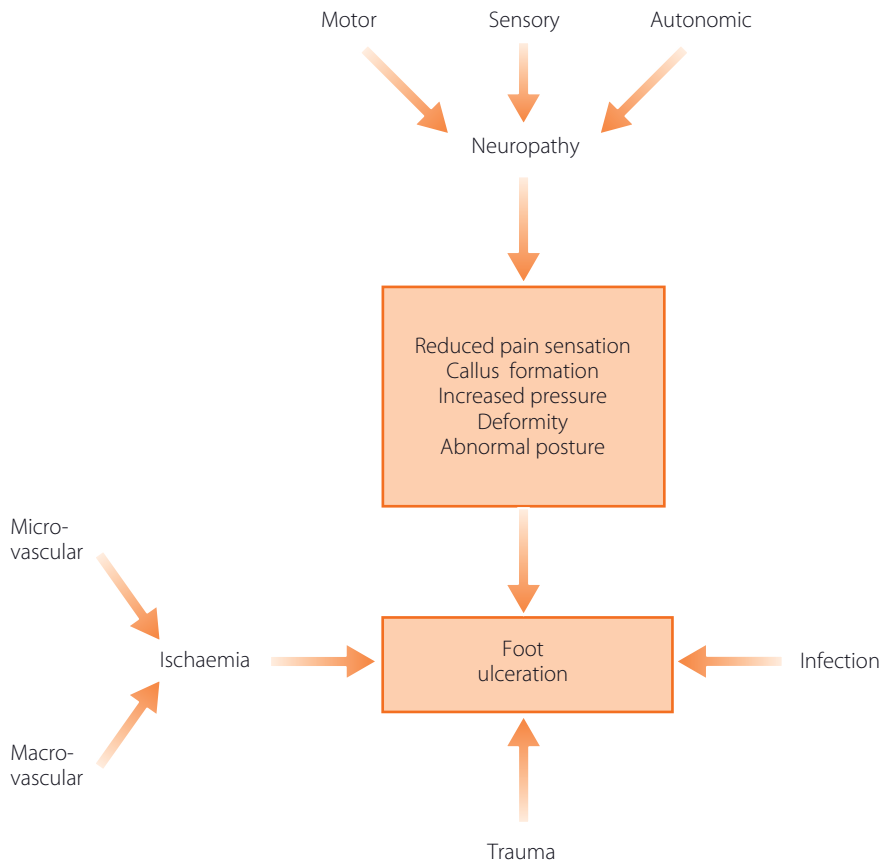 Motor
Sensory
Autonomic
Neuropathy
Reduced pain sensation
Callus formation
Increased pressure
Deformity
Abnormal posture
Micro-
vascular
Ischaemia
Foot
ulceration
Infection
Macro-
vascular
Trauma